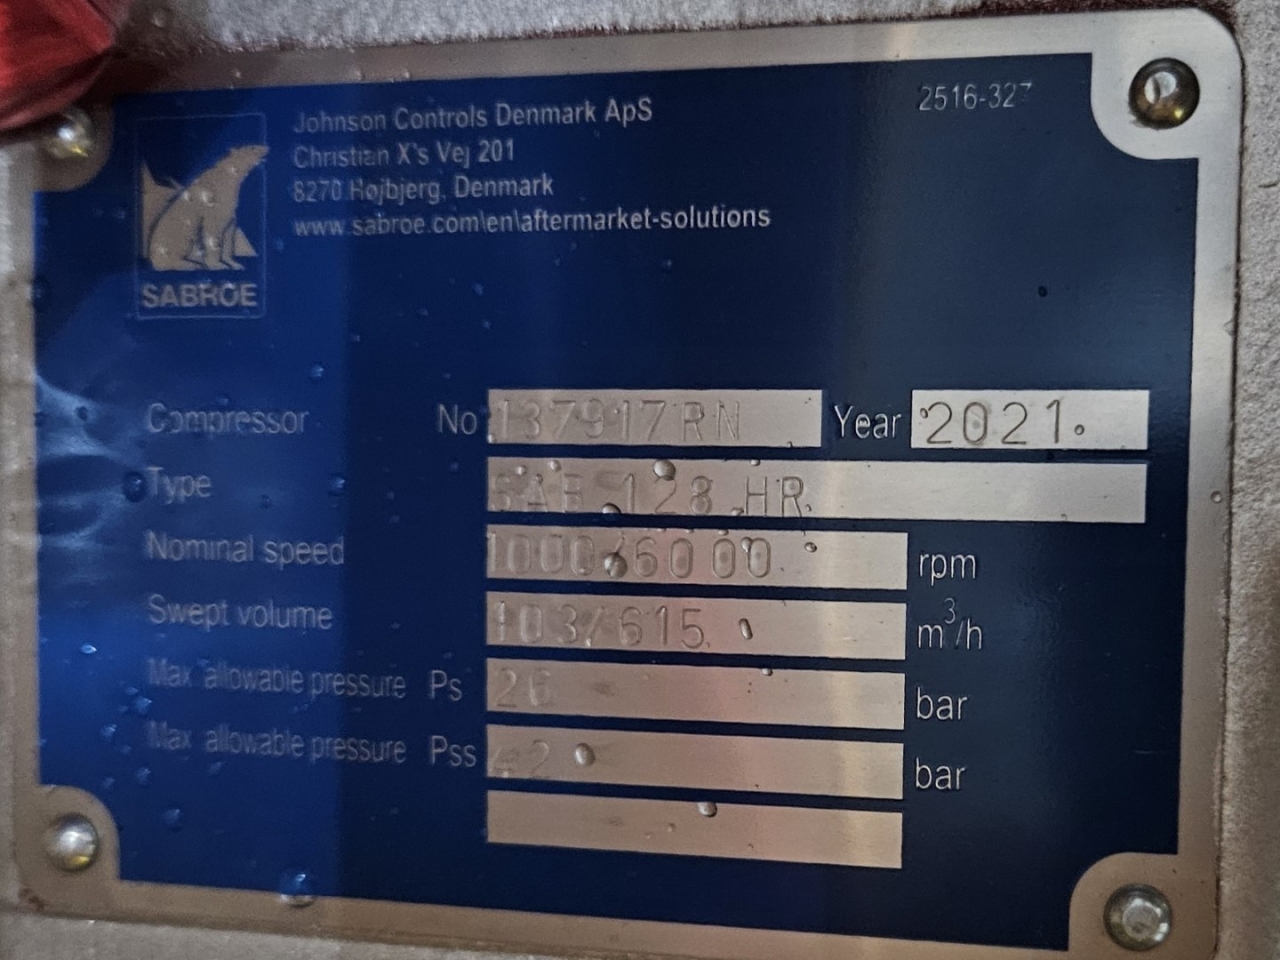 2516-327
Johnson Controls Denmark ApS
Christian X's Vej 201
8270 Højbjerg, Denmark
www.sabroe.com\en\aftermarket-solutions
SABROE
Compressor No 137917RN Year 2021
Type SAB 128 HR
Nominal speed 1000/6000 rpm
Swept volume 103/615 m³/h
Max allowable pressure Ps 26 bar
Max allowable pressure Pss 42 bar